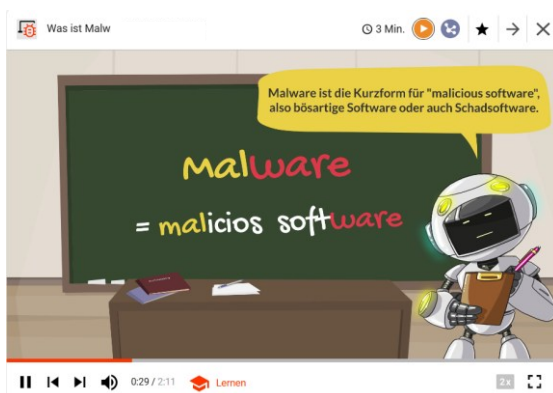 Was ist Malw
3 Min.
Malware ist die Kurzform für "malicious software",
also bösartige Software oder auch Schadsoftware.
Malware
= malicios software
0:29 / 2:11
Lernen
2x